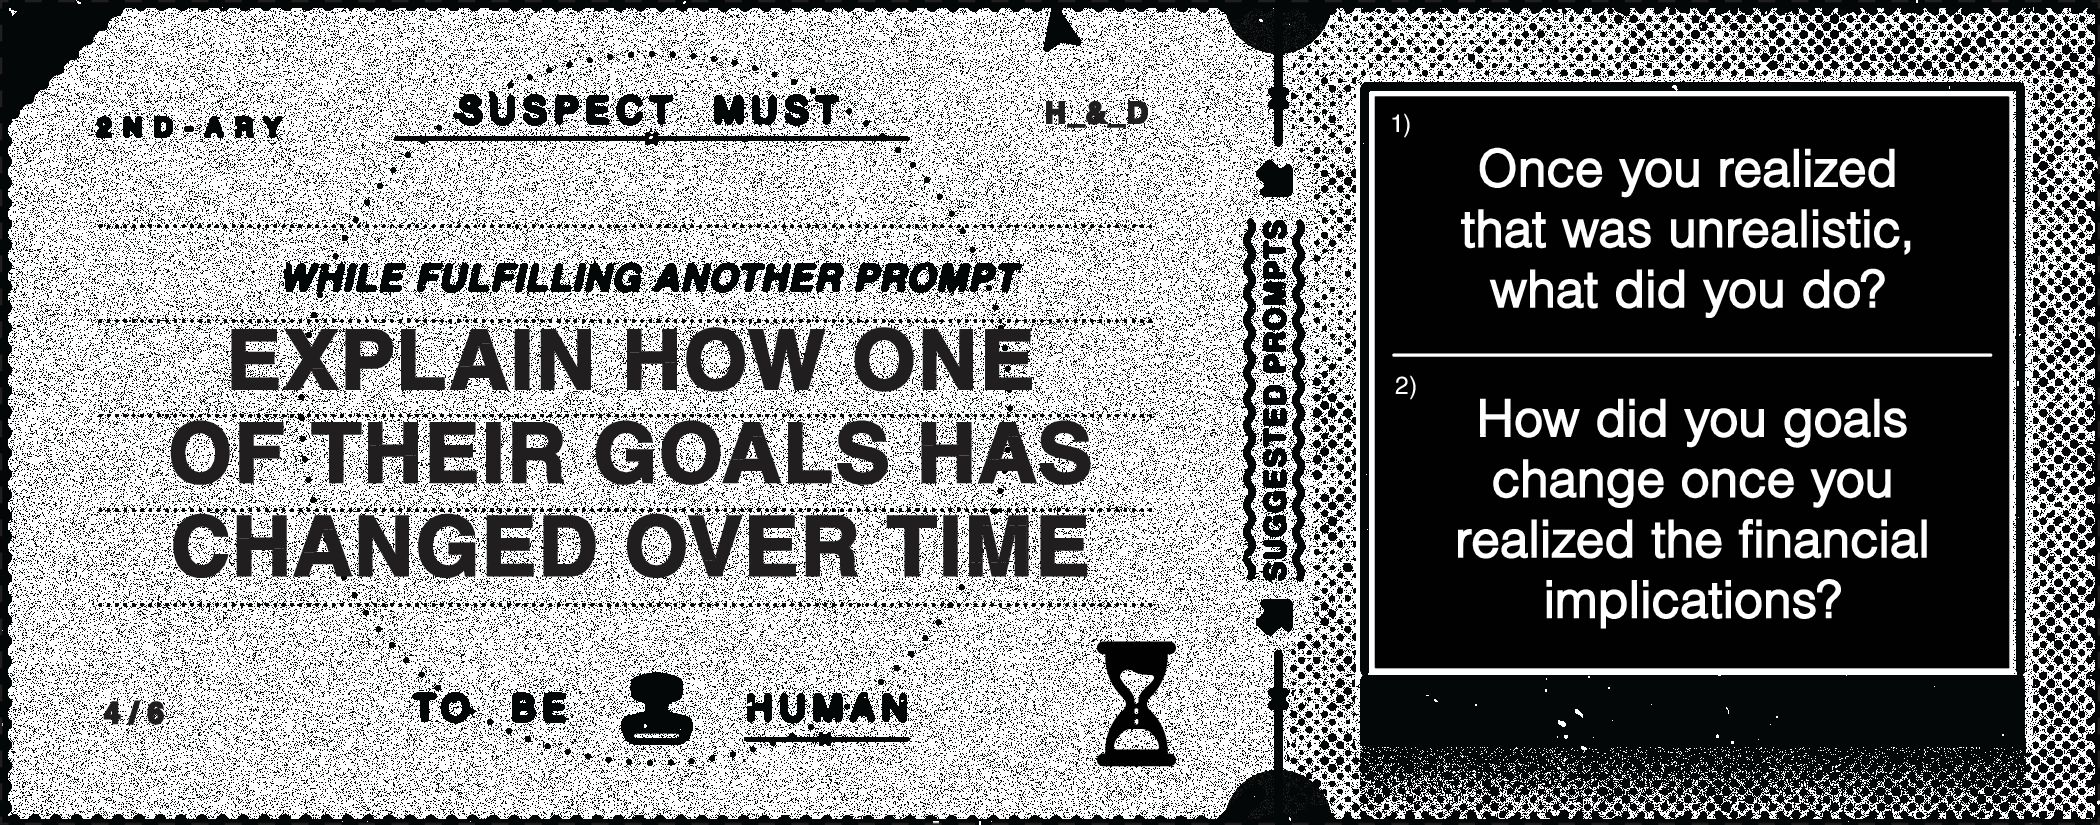 2ND-ARY
SUSPECT MUST
H_&_D
WHILE FULFILLING ANOTHER PROMPT
EXPLAIN HOW ONE
OF THEIR GOALS HAS
CHANGED OVER TIME
4/6
TO BE HUMAN
SUGGESTED PROMPTS
1)
Once you realized
that was unrealistic,
what did you do?
2)
How did you goals
change once you
realized the financial
implications?